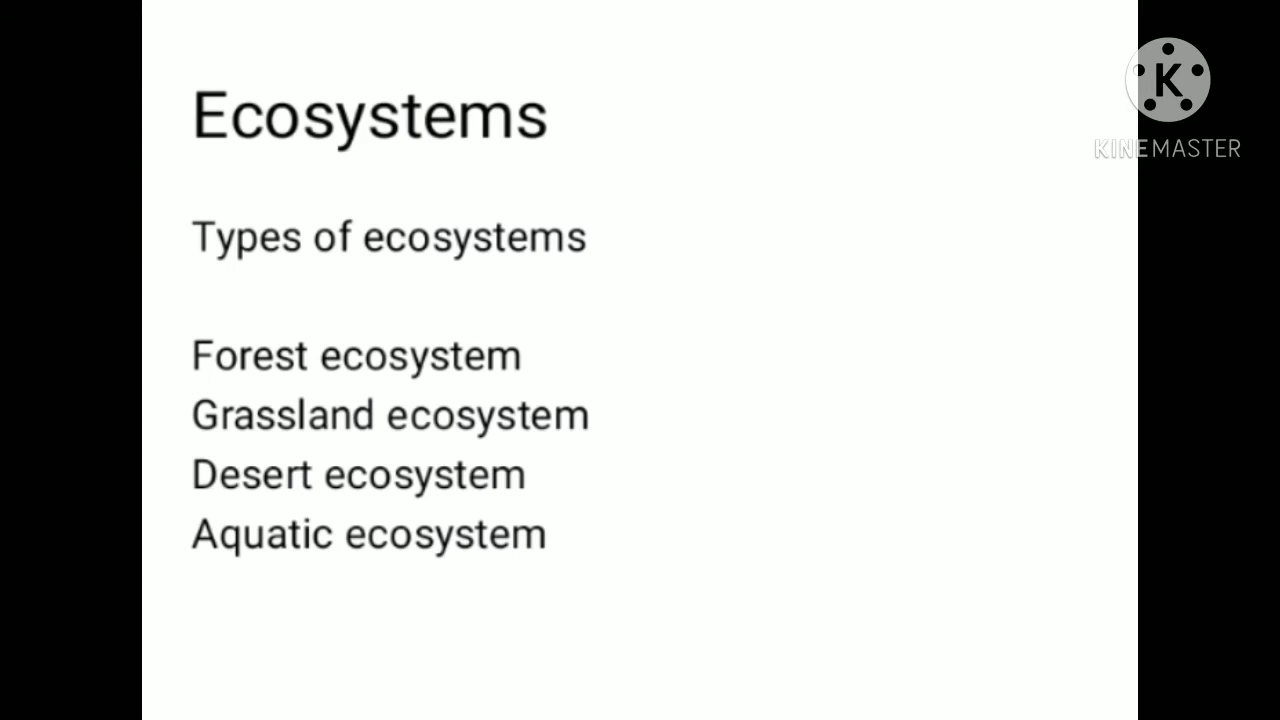 Ecosystems
Types of ecosystems
Forest ecosystem
Grassland ecosystem
Desert ecosystem
Aquatic ecosystem
K
KINEMASTER